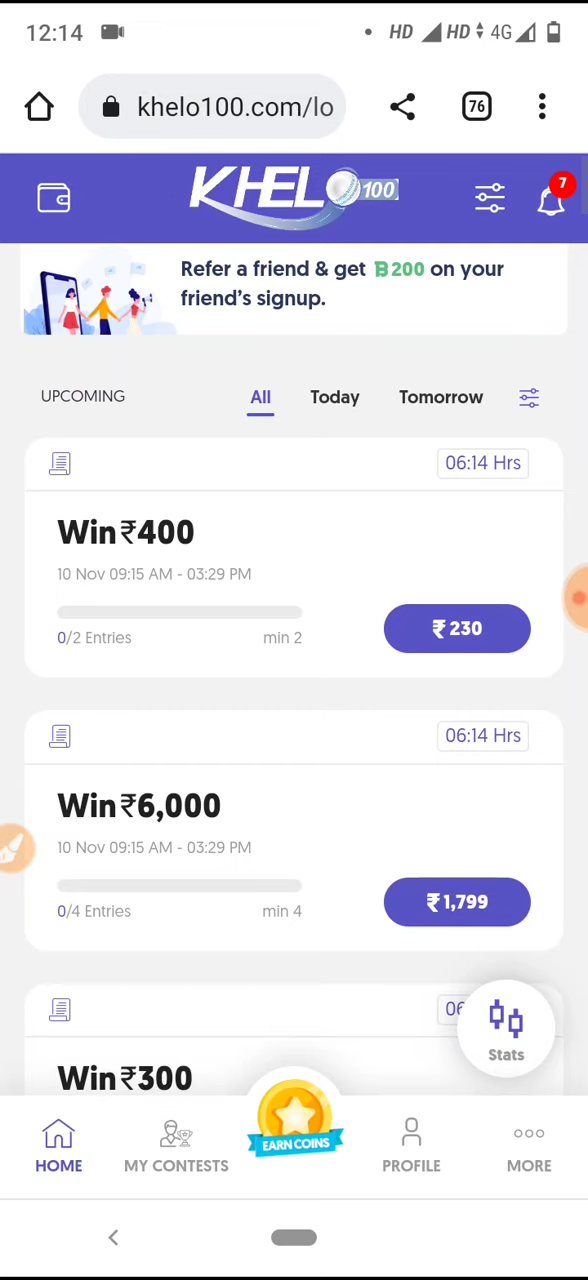 12:14 HD HD 4G
khelo100.com/lo 76
KHEL 100 7
Refer a friend & get B200 on your
friend's signup.
UPCOMING All Today Tomorrow
06:14 Hrs
Win₹400
10 Nov 09:15 AM - 03:29 PM
₹ 230
0/2 Entries min 2
06:14 Hrs
Win₹6,000
10 Nov 09:15 AM - 03:29 PM
₹ 1,799
0/4 Entries min 4
06
Stats
Win₹300
EARN COINS
HOME MY CONTESTS PROFILE MORE